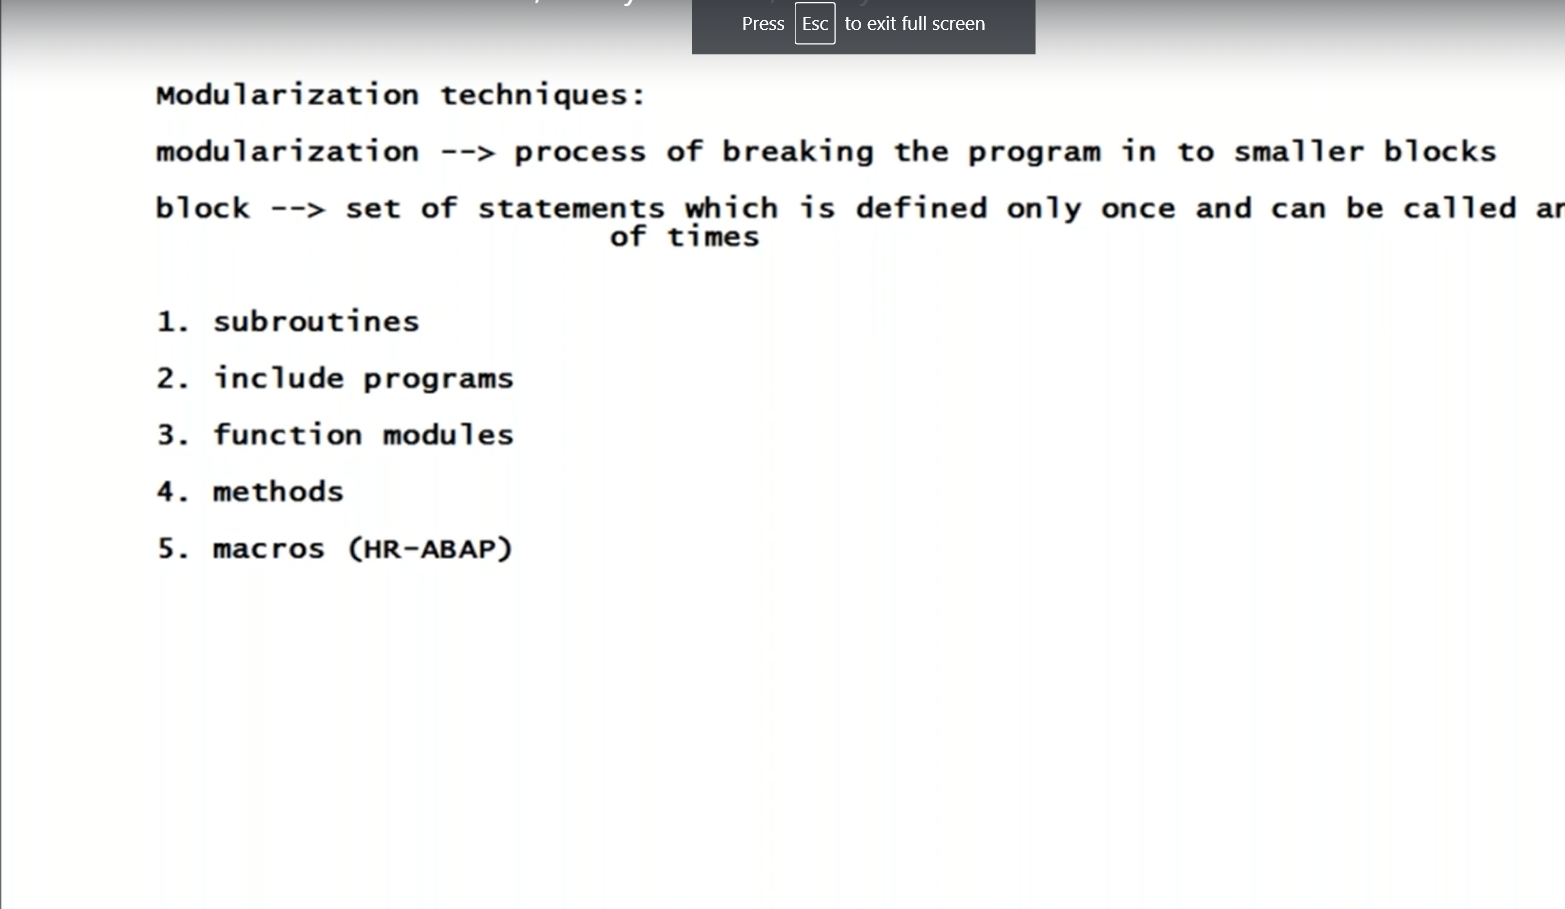 Press Esc to exit full screen
Modularization techniques:
modularization --> process of breaking the program in to smaller blocks
block --> set of statements which is defined only once and can be called
of times
1. subroutines
2. include programs
3. function modules
4. methods
5. macros (HR-ABAP)